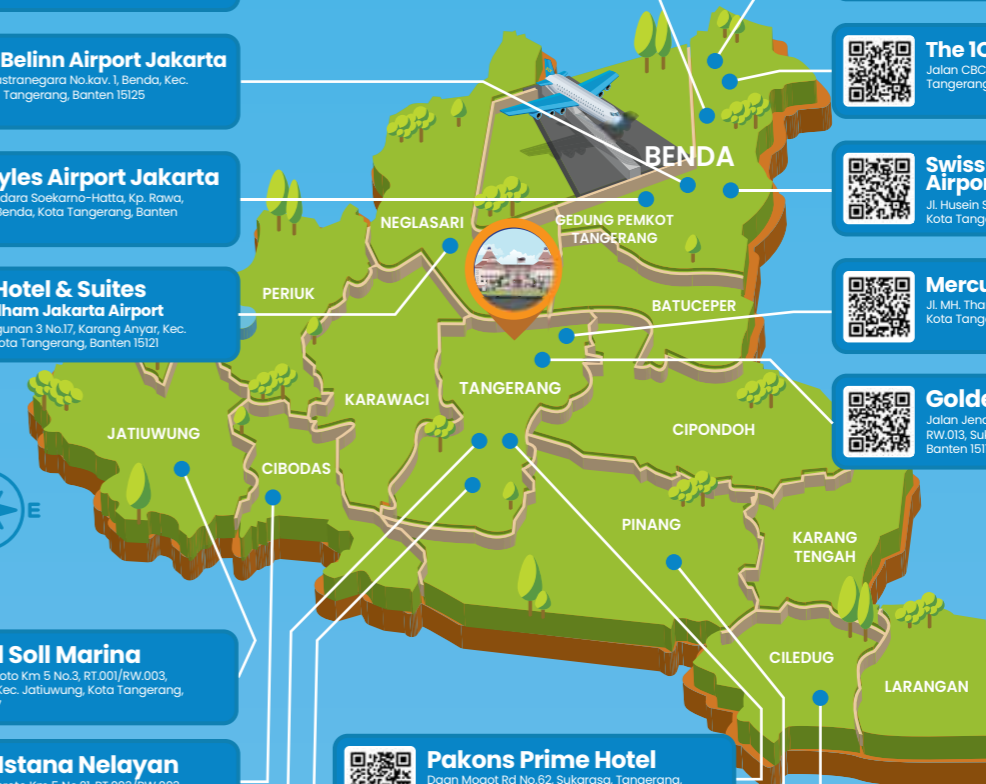 Belinn Airport Jakarta
astranegara No.kav. 1, Benda, Kec.
Tangerang, Banten 15125
yles Airport Jakarta
dara Soekarno-Hatta, Kp. Rawa,
Benda, Kota Tangerang, Banten
Hotel & Suites
dham Jakarta Airport
gunan 3 No.17, Karang Anyar, Kec.
ota Tangerang, Banten 15121
The 1
Jalan CBC
Tangerang
Swiss
Airpor
Jl. Husein S
Kota Tang
Mercu
Jl. MH. Tha
Kota Tang
Golde
Jalan Jend
RW.013, Su
Banten 151
BENDA
NEGLASARI
GEDUNG PEMKOT
TANGERANG
PERIUK
BATUCEPER
TANGERANG
KARAWACI
JATIUWUNG
CIPONDOH
CIBODAS
E
PINANG
KARANG
TENGAH
CILEDUG
LARANGAN
l Soll Marina
oto Km 5 No.3, RT.001/RW.003,
Kec. Jatiuwung, Kota Tangerang,
Istana Nelayan
Pakons Prime Hotel
Daan Mogot Rd No.62, Sukarasa, Tangerang,